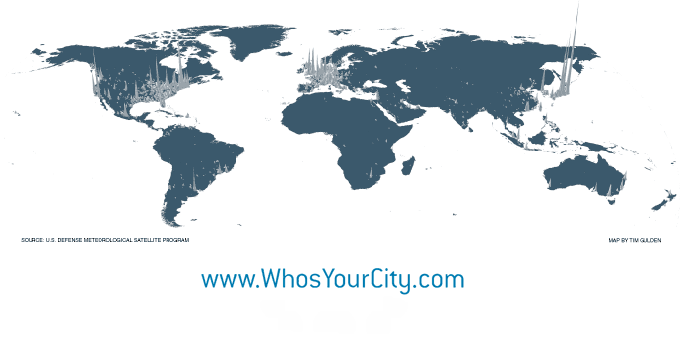 SOURCE: U.S. DEFENSE METEOROLOGICAL SATELLITE PROGRAM
MAP BY TIM GULDEN
www.WhosYourCity.com